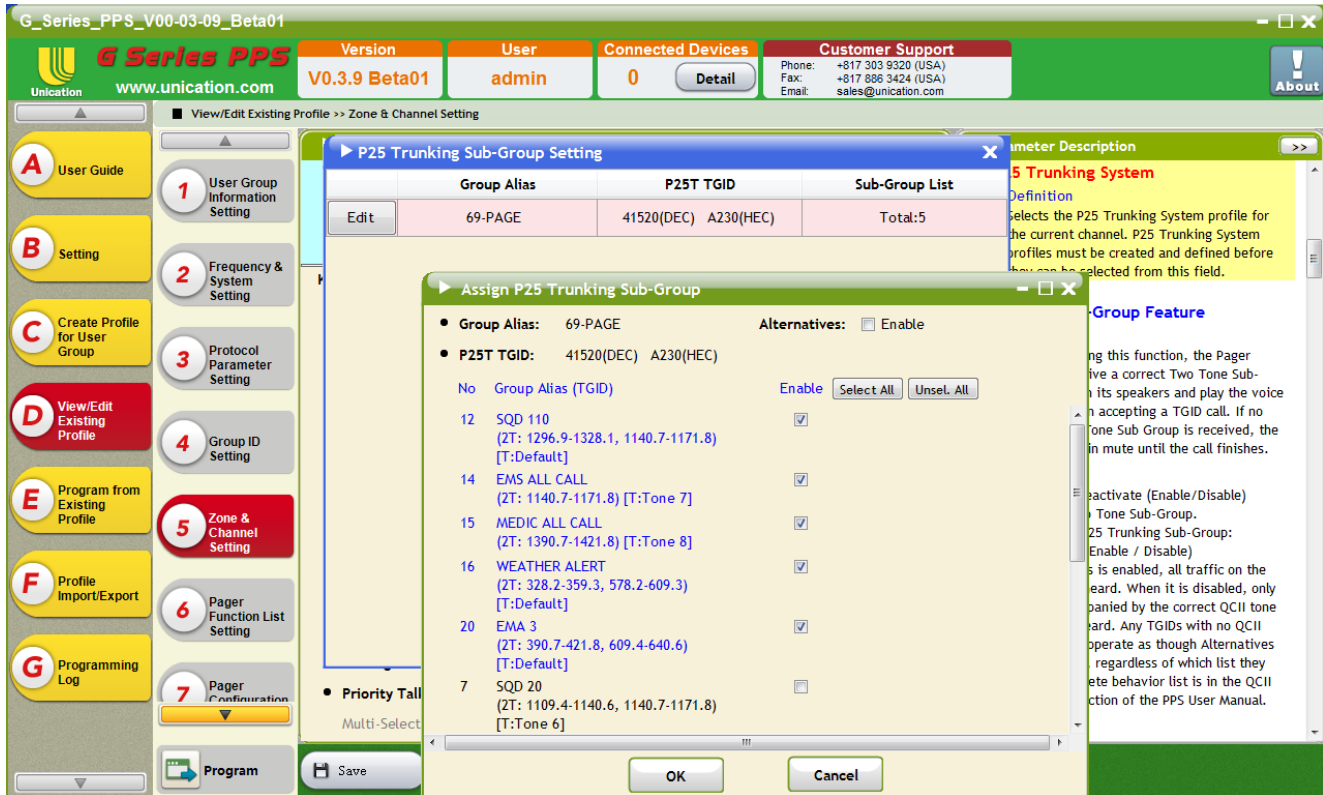 G_Series_PPS_V00-03-09_Beta01
Unication
G Series PPS
www.unication.com
Version
V0.3.9 Beta01
User
admin
Connected Devices
0 Detail
Customer Support
Phone: +817 303 9320 (USA)
Fax: +817 886 3424 (USA)
Email: sales@unication.com
About
View/Edit Existing Profile >> Zone & Channel Setting
A User Guide
B Setting
C Create Profile
for User
Group
D View/Edit
Existing
Profile
E Program from
Existing
Profile
F Profile
Import/Export
G Programming
Log
1 User Group
Information
Setting
2 Frequency &
System
Setting
3 Protocol
Parameter
Setting
4 Group ID
Setting
5 Zone &
Channel
Setting
6 Pager
Function List
Setting
7 Pager
Configuration
Program
P25 Trunking Sub-Group Setting X
Group Alias P25T TGID Sub-Group List
Edit 69-PAGE 41520(DEC) A230(HEC) Total:5
Assign P25 Trunking Sub-Group
Group Alias: 69-PAGE Alternatives: Enable
P25T TGID: 41520(DEC) A230(HEC)
No Group Alias (TGID) Enable Select All Unsel. All
12 SQD 110
(2T: 1296.9-1328.1, 1140.7-1171.8)
[T:Default]
14 EMS ALL CALL
(2T: 1140.7-1171.8) [T:Tone 7]
15 MEDIC ALL CALL
(2T: 1390.7-1421.8) [T:Tone 8]
16 WEATHER ALERT
(2T: 328.2-359.3, 578.2-609.3)
[T:Default]
20 EMA 3
(2T: 390.7-421.8, 609.4-640.6)
[T:Default]
7 SQD 20
(2T: 1109.4-1140.6, 1140.7-1171.8)
[T:Tone 6]
OK Cancel
Priority Tall
Multi-Select
Save
ameter Description >>
5 Trunking System
Definition
Selects the P25 Trunking System profile for
the current channel. P25 Trunking System
profiles must be created and defined before
they can be selected from this field.
-Group Feature
ng this function, the Pager
ive a correct Two Tone Sub-
n its speakers and play the voice
n accepting a TGID call. If no
one Sub Group is received, the
in mute until the call finishes.
eactivate (Enable/Disable)
Tone Sub-Group.
25 Trunking Sub-Group:
Enable / Disable)
s is enabled, all traffic on the
eard. When it is disabled, only
panied by the correct QCII tone
ard. Any TGIDs with no QCII
operate as though Alternatives
regardless of which list they
ete behavior list is in the QCII
ction of the PPS User Manual.